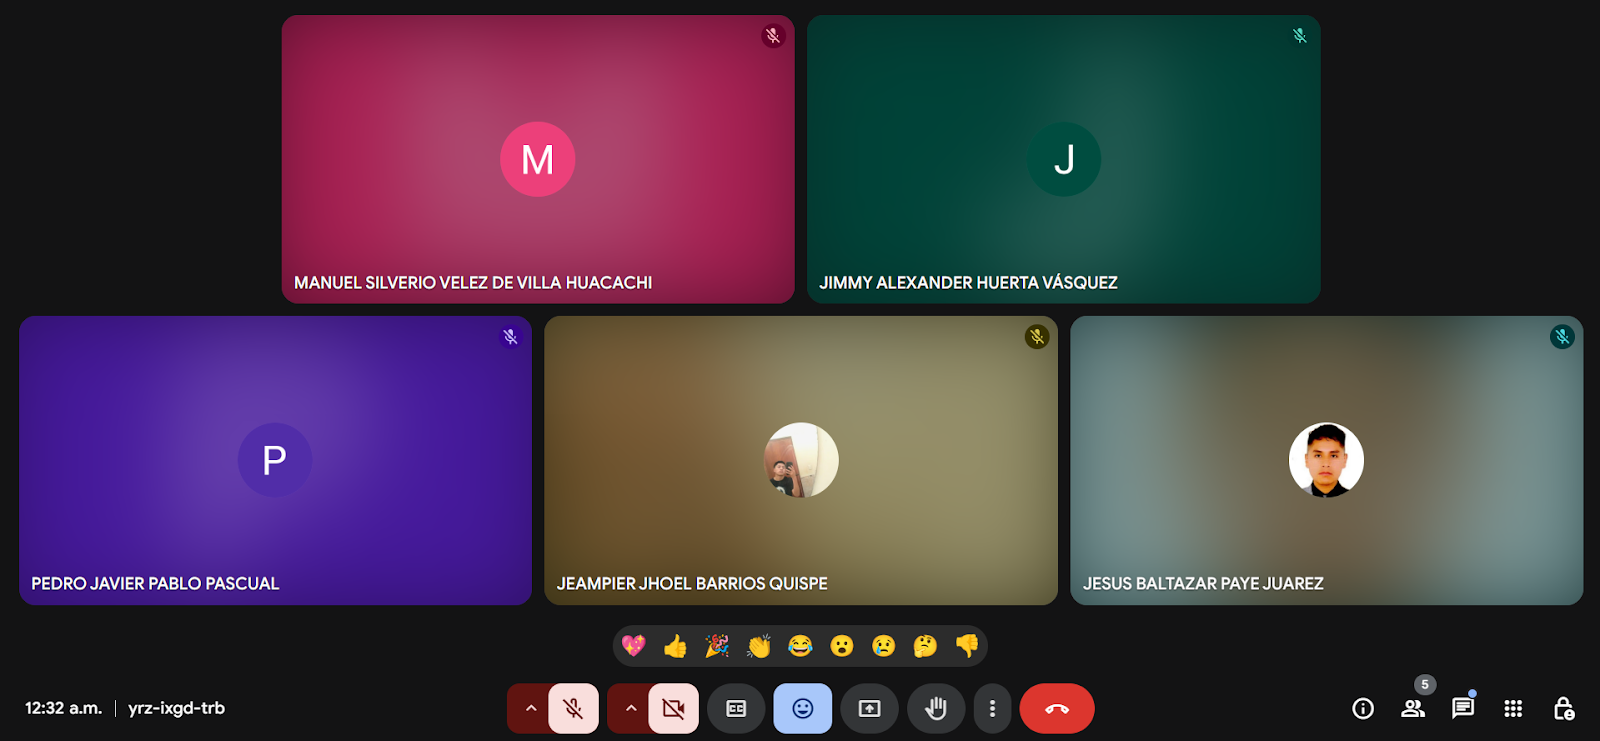 M
MANUEL SILVERIO VELEZ DE VILLA HUACACHI
J
JIMMY ALEXANDER HUERTA VÁSQUEZ
P
PEDRO JAVIER PABLO PASCUAL
JEAMPIER JHOEL BARRIOS QUISPE
JESUS BALTAZAR PAYE JUAREZ
12:32 a.m. | yrz-ixgd-trb
CC
5